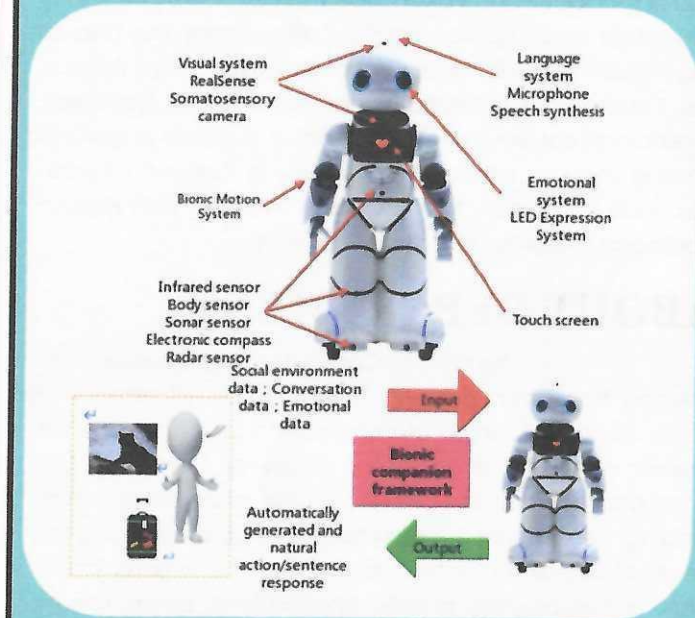 Visual system
RealSense
Somatosensory
camera
Language
system
Microphone
Speech synthesis
Bionic Motion
System
Emotional
system
LED Expression
System
Infrared sensor
Body sensor
Sonar sensor
Electronic compass
Radar sensor
Touch screen
Social environment
data ; Conversation
data ; Emotional
data
Input
Bionic
companion
framework
Automatically
generated and
natural
action/sentence
response
Output